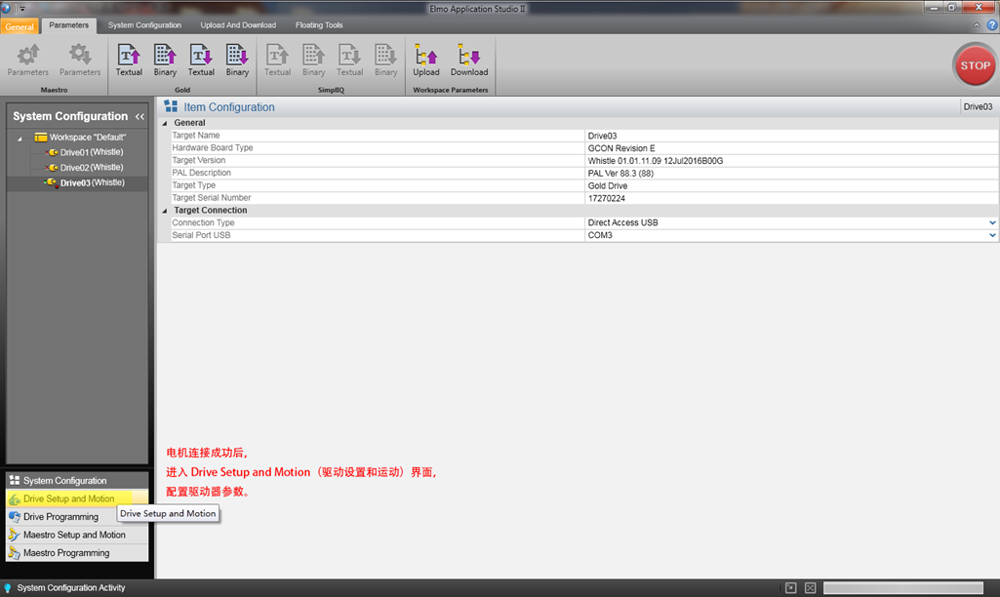 Elmo Application Studio II
General
Parameters
System Configuration
Upload And Download
Floating Tools
Parameters
Parameters
Textual
Binary
Textual
Binary
Textual
Binary
Textual
Binary
Upload
Download
STOP
Maestro
Gold
SimplIQ
Workspace Parameters
System Configuration
Workspace "Default"
Drive01(Whistle)
Drive02(Whistle)
Drive03(Whistle)
Item Configuration
Drive03
General
Target Name Drive03
Hardware Board Type GCON Revision E
Target Version Whistle 01.01.11.09 12Jul2016B00G
PAL Description PAL Ver 88.3 (88)
Target Type Gold Drive
Target Serial Number 17270224
Target Connection
Connection Type Direct Access USB
Serial Port USB COM3
电机连接成功后,
进入 Drive Setup and Motion（驱动设置和运动）界面,
配置驱动器参数。
System Configuration
Drive Setup and Motion
Drive Setup and Motion
Drive Programming
Maestro Setup and Motion
Maestro Programming
System Configuration Activity